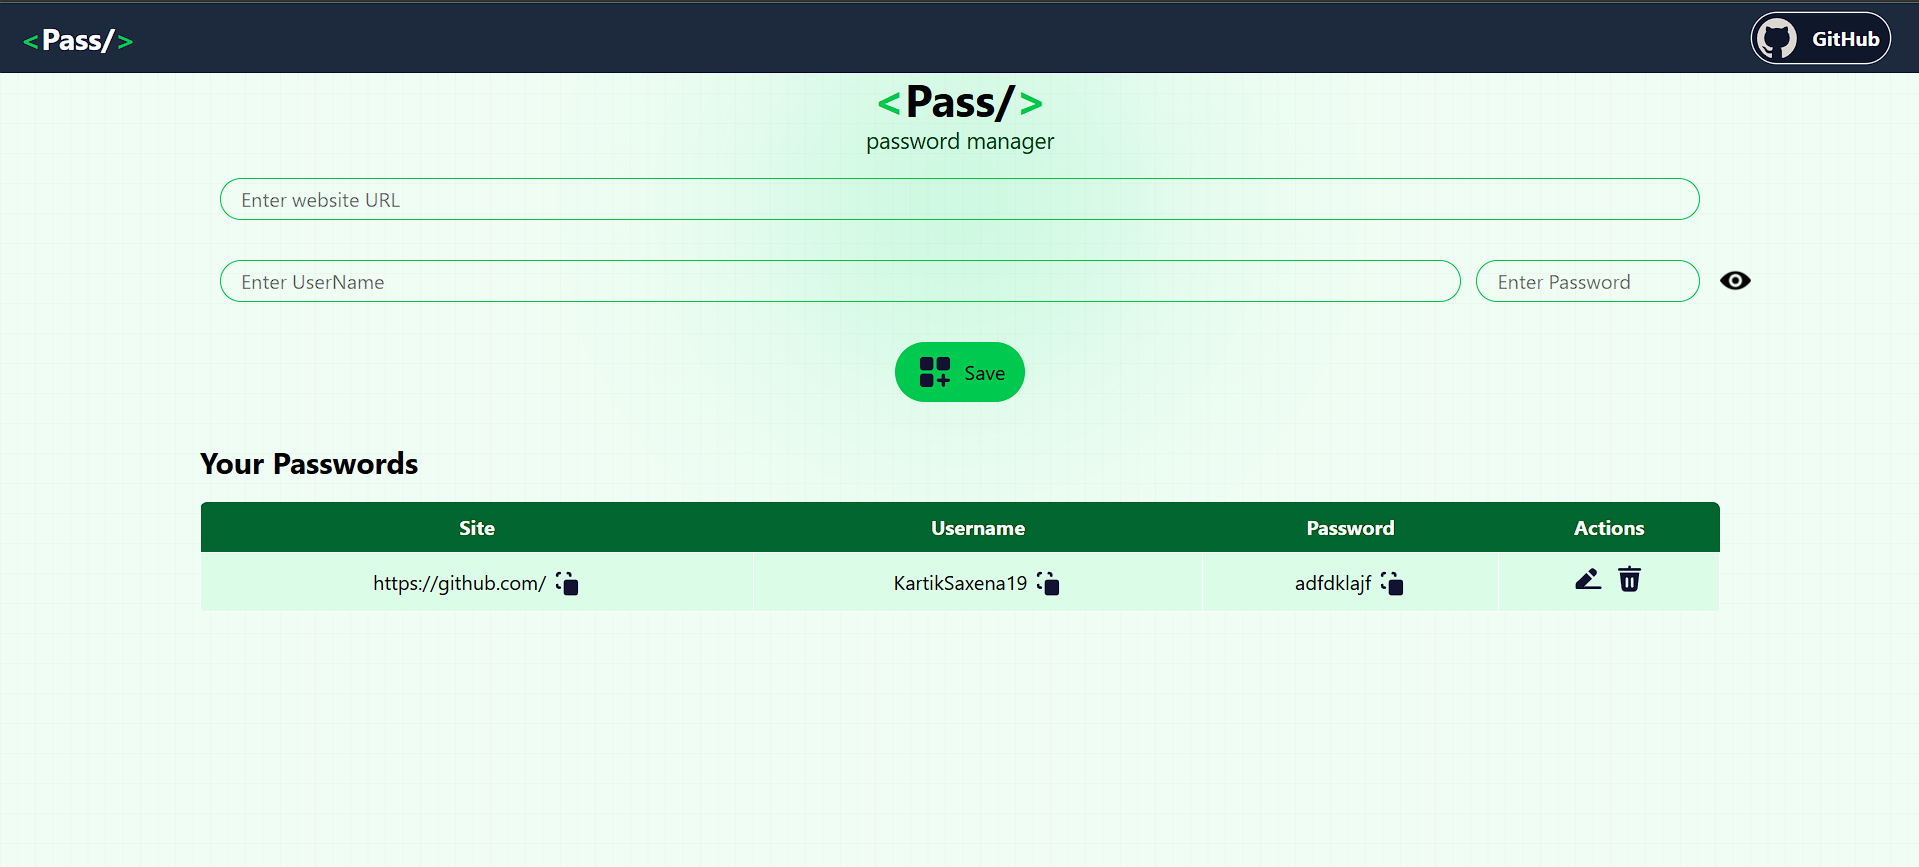 <Pass/>
GitHub
<Pass/>
password manager
Enter website URL
Enter UserName
Enter Password
Save
Your Passwords
Site Username Password Actions
https://github.com/ KartikSaxena19 adfdklajf